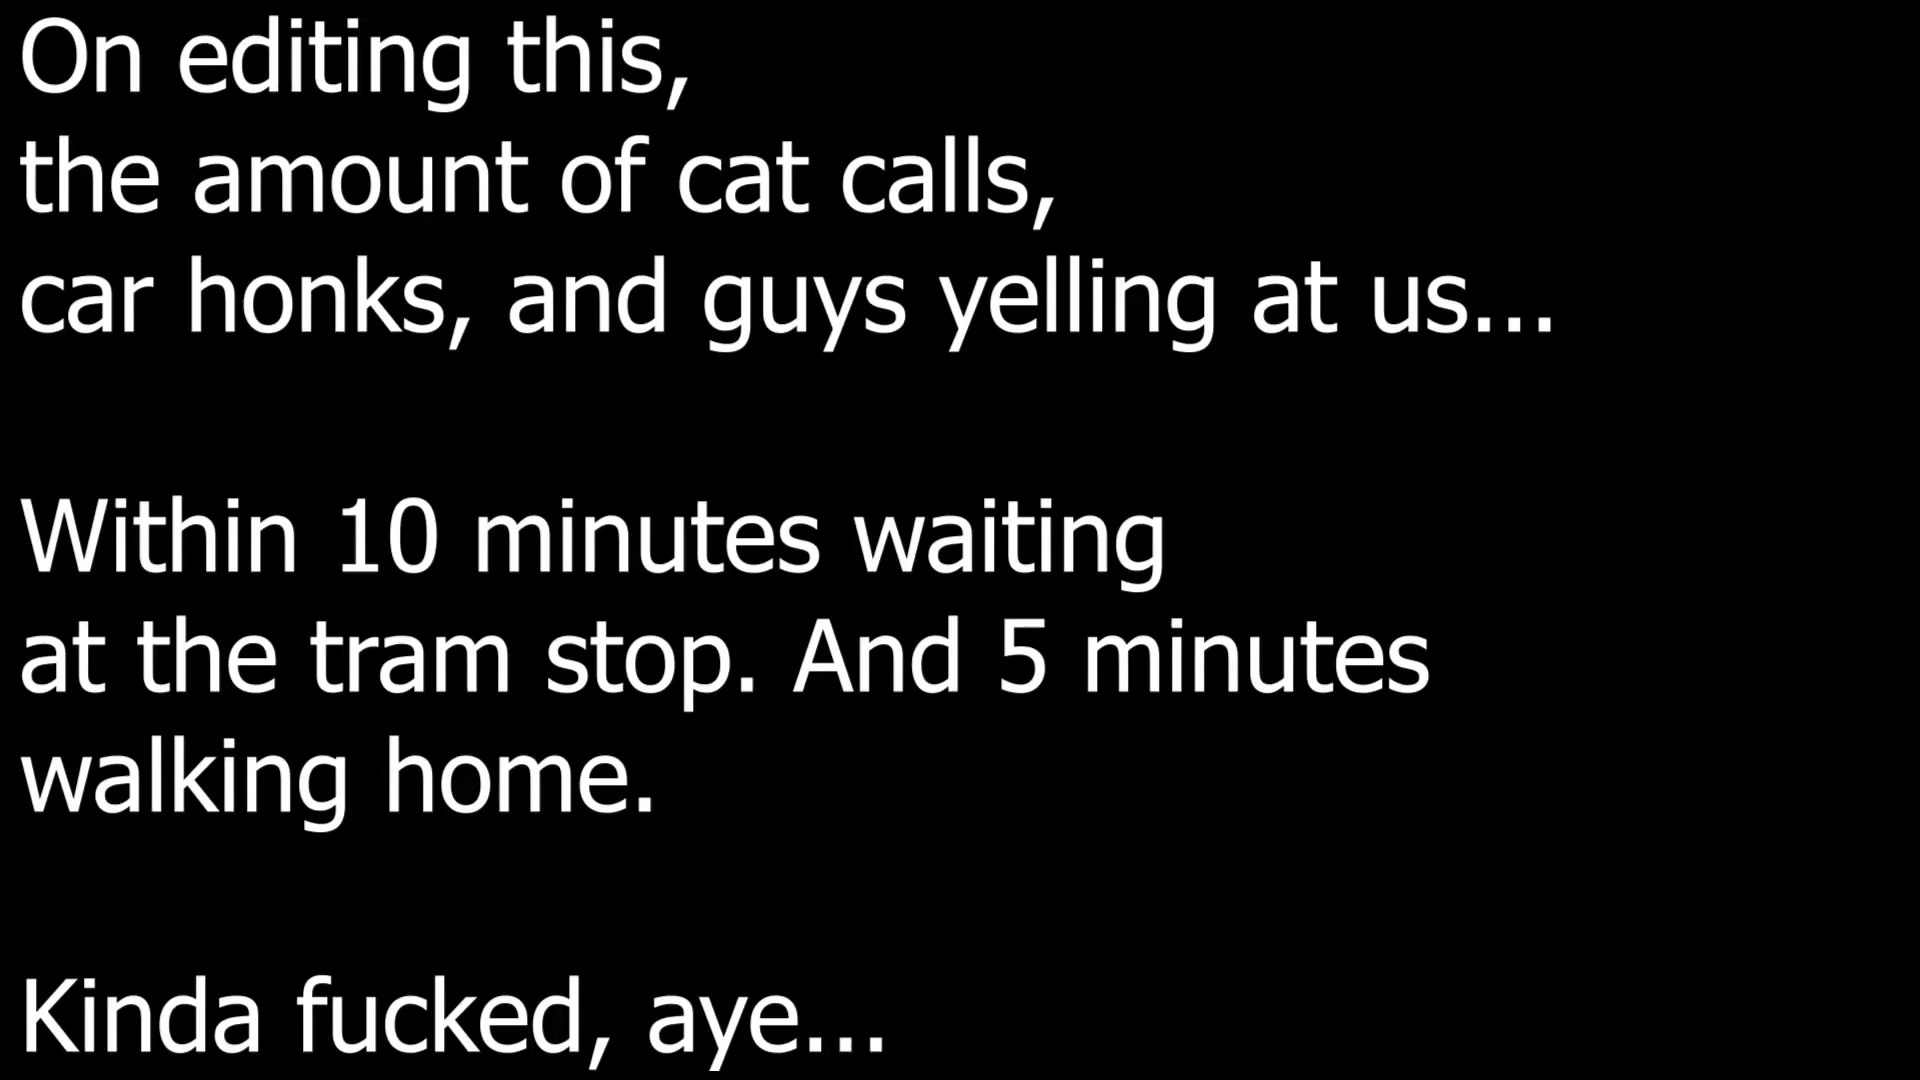 On editing this,
the amount of cat calls,
car honks, and guys yelling at us...
Within 10 minutes waiting
at the tram stop. And 5 minutes
walking home.
Kinda fucked, aye...